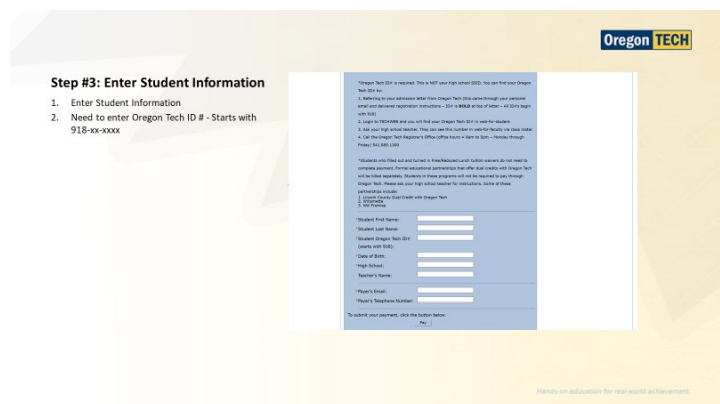 Oregon TECH
Step #3: Enter Student Information
1. Enter Student Information
2. Need to enter Oregon Tech ID # - Starts with
918-xx-xxxx
*Oregon Tech ID# is required. This is NOT your high school SSID. You can find your Oregon
Tech ID# by:
1. Referring to your admission letter from Oregon Tech (this came through your personal
email and delivered registration instructions – ID# is BOLD at top of letter – All ID#s begin
with 918)
2. Login to TECHWEB and you will find your Oregon Tech ID# in web-for-student
3. Ask your high school teacher. They can see this number in web-for-faculty via class roster
4. Call the Oregon Tech Registrar's Office (office hours = 8am to 5pm – Monday through
Friday) 541.885.1300
*Students who filled out and turned in Free/Reduced Lunch tuition waivers do not need to
complete payment. Formal educational partnerships that offer dual credits with Oregon Tech
will be billed separately. Students in these programs will not be required to pay through
Oregon Tech. Please ask your high school teacher for instructions. Some of these
partnerships include:
1. Lincoln County Dual Credit with Oregon Tech
2. Willamette
3. NW Promise
*Student First Name:
*Student Last Name:
*Student Oregon Tech ID#
(starts with 918):
*Date of Birth:
*High School:
Teacher's Name:
*Payer's Email:
*Payer's Telephone Number:
To submit your payment, click the button below.
Pay
Hands-on education for real-world achievement.